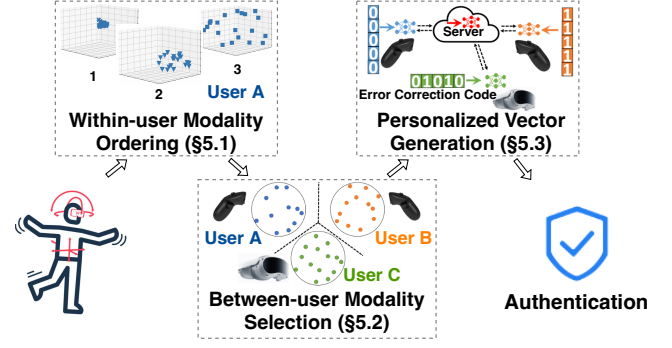 1
2
3
User A
Within-user Modality
Ordering (§5.1)
0
0
0
0
0
Server
1
1
1
1
1
01010
Error Correction Code
Personalized Vector
Generation (§5.3)
User A
User B
User C
Between-user Modality
Selection (§5.2)
Authentication